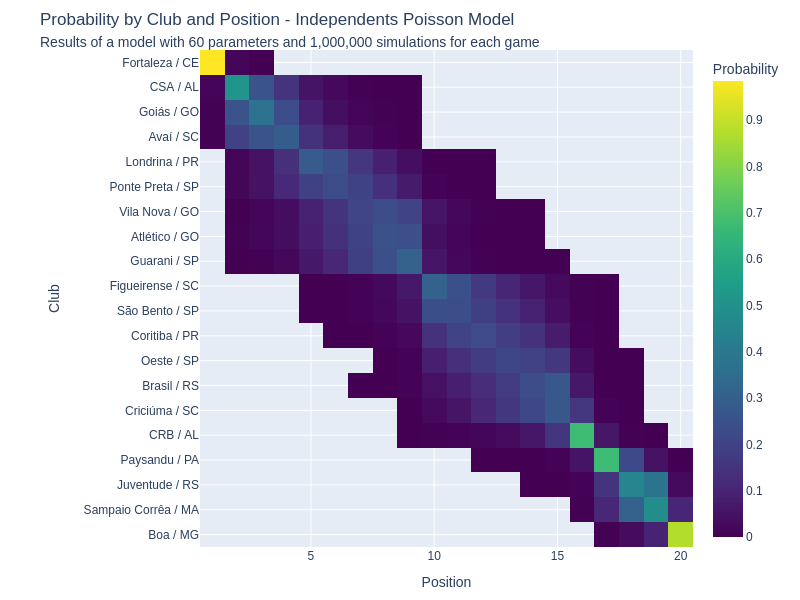 Probability by Club and Position - Independents Poisson Model
Results of a model with 60 parameters and 1,000,000 simulations for each game
Probability
Club
Fortaleza / CE
CSA / AL
Goiás / GO
Avaí / SC
Londrina / PR
Ponte Preta / SP
Vila Nova / GO
Atlético / GO
Guarani / SP
Figueirense / SC
São Bento / SP
Coritiba / PR
Oeste / SP
Brasil / RS
Criciúma / SC
CRB / AL
Paysandu / PA
Juventude / RS
Sampaio Corrêa / MA
Boa / MG
5 10 15 20
Position
0.9
0.8
0.7
0.6
0.5
0.4
0.3
0.2
0.1
0